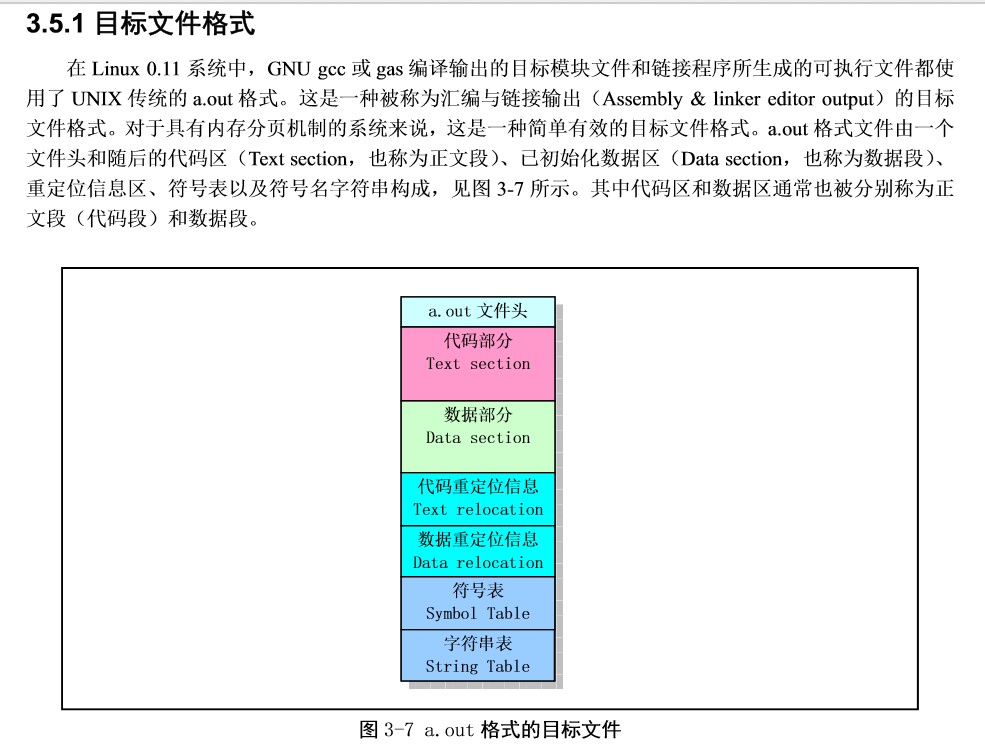 3.5.1 目标文件格式
在 Linux 0.11 系统中，GNU gcc 或 gas 编译输出的目标模块文件和链接程序所生成的可执行文件都使
用了 UNIX 传统的 a.out 格式。这是一种被称为汇编与链接输出（Assembly & linker editor output）的目标
文件格式。对于具有内存分页机制的系统来说，这是一种简单有效的目标文件格式。a.out 格式文件由一个
文件头和随后的代码区（Text section，也称为正文段）、已初始化数据区（Data section，也称为数据段）、
重定位信息区、符号表以及符号名字符串构成，见图 3-7 所示。其中代码区和数据区通常也被分别称为正
文段（代码段）和数据段。
a.out 文件头
代码部分
Text section
数据部分
Data section
代码重定位信息
Text relocation
数据重定位信息
Data relocation
符号表
Symbol Table
字符串表
String Table
图 3-7 a.out 格式的目标文件